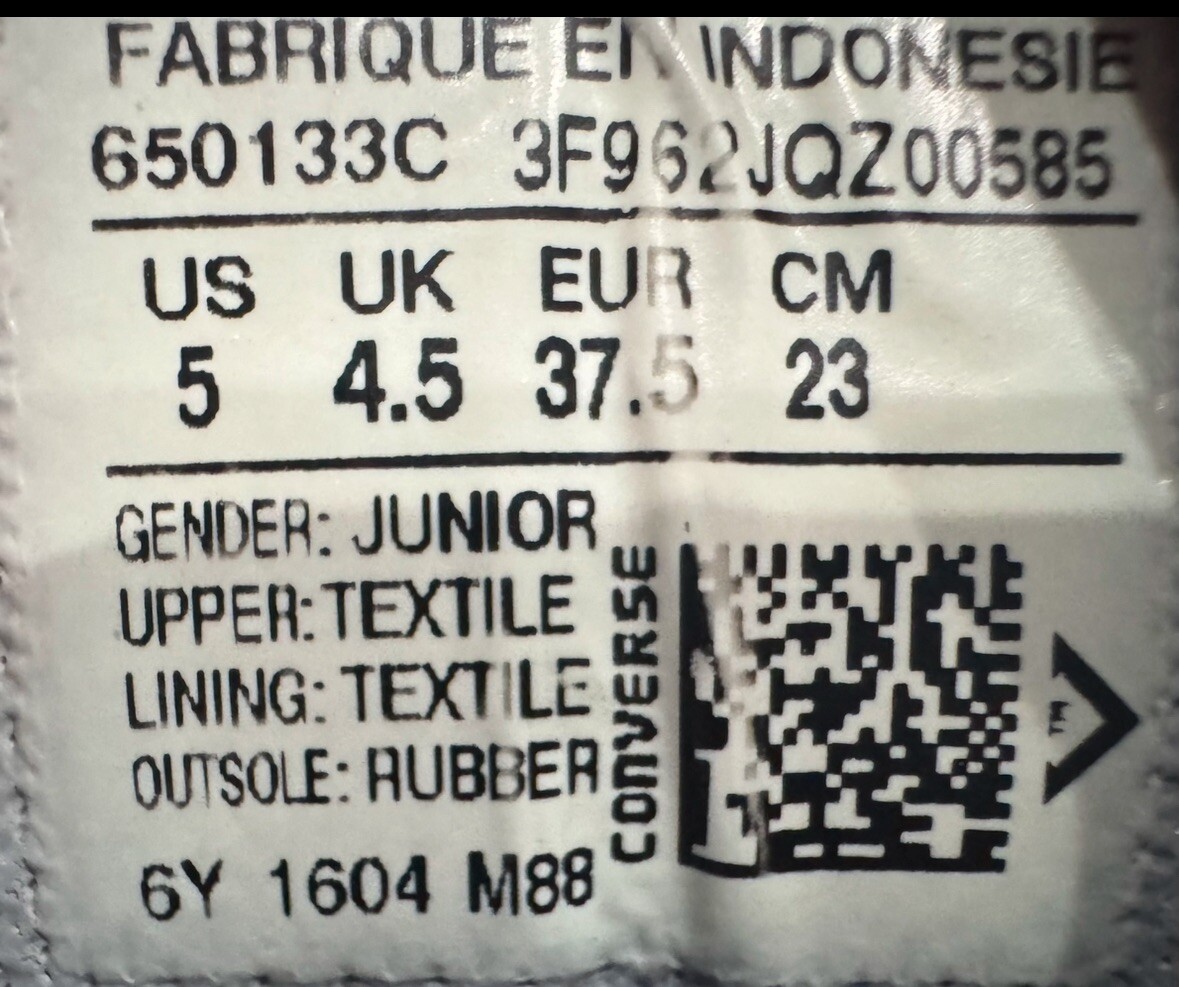 FABRIQUE EN INDONESIE
650133C 3F962JQZ00585
US UK EUR CM
5 4.5 37.5 23
GENDER: JUNIOR
UPPER: TEXTILE
LINING: TEXTILE
OUTSOLE: RUBBER
6Y 1604 M88
CONVERSE
TM